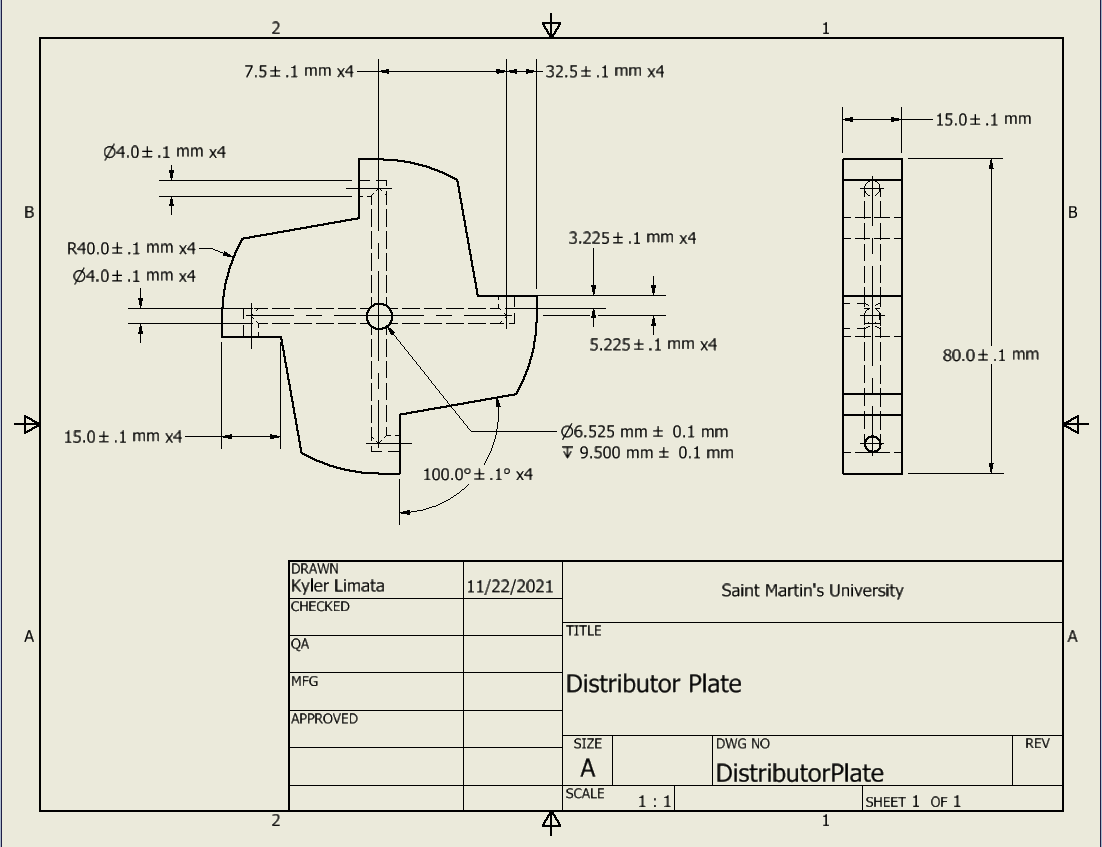 2
1
7.5± .1 mm x4
32.5± .1 mm x4
15.0± .1 mm
Ø4.0± .1 mm x4
B
B
R40.0± .1 mm x4
3.225± .1 mm x4
Ø4.0± .1 mm x4
5.225± .1 mm x4
80.0± .1 mm
15.0± .1 mm x4
Ø6.525 mm ± 0.1 mm
↧ 9.500 mm ± 0.1 mm
100.0°± .1° x4
DRAWN
Kyler Limata
11/22/2021
Saint Martin's University
CHECKED
TITLE
A
A
QA
MFG
Distributor Plate
APPROVED
SIZE
A
DWG NO
DistributorPlate
REV
SCALE
1 : 1
SHEET 1 OF 1
2
1